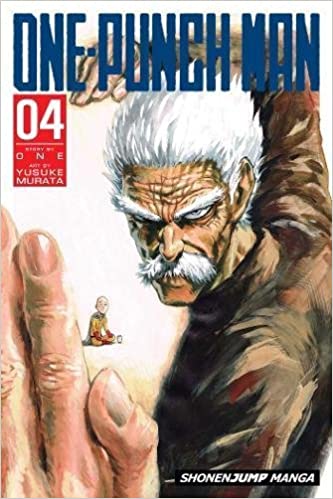 ONE-PUNCH MAN
04
STORY BY
ONE
ART BY
YUSUKE
MURATA
SHONENJUMP MANGA